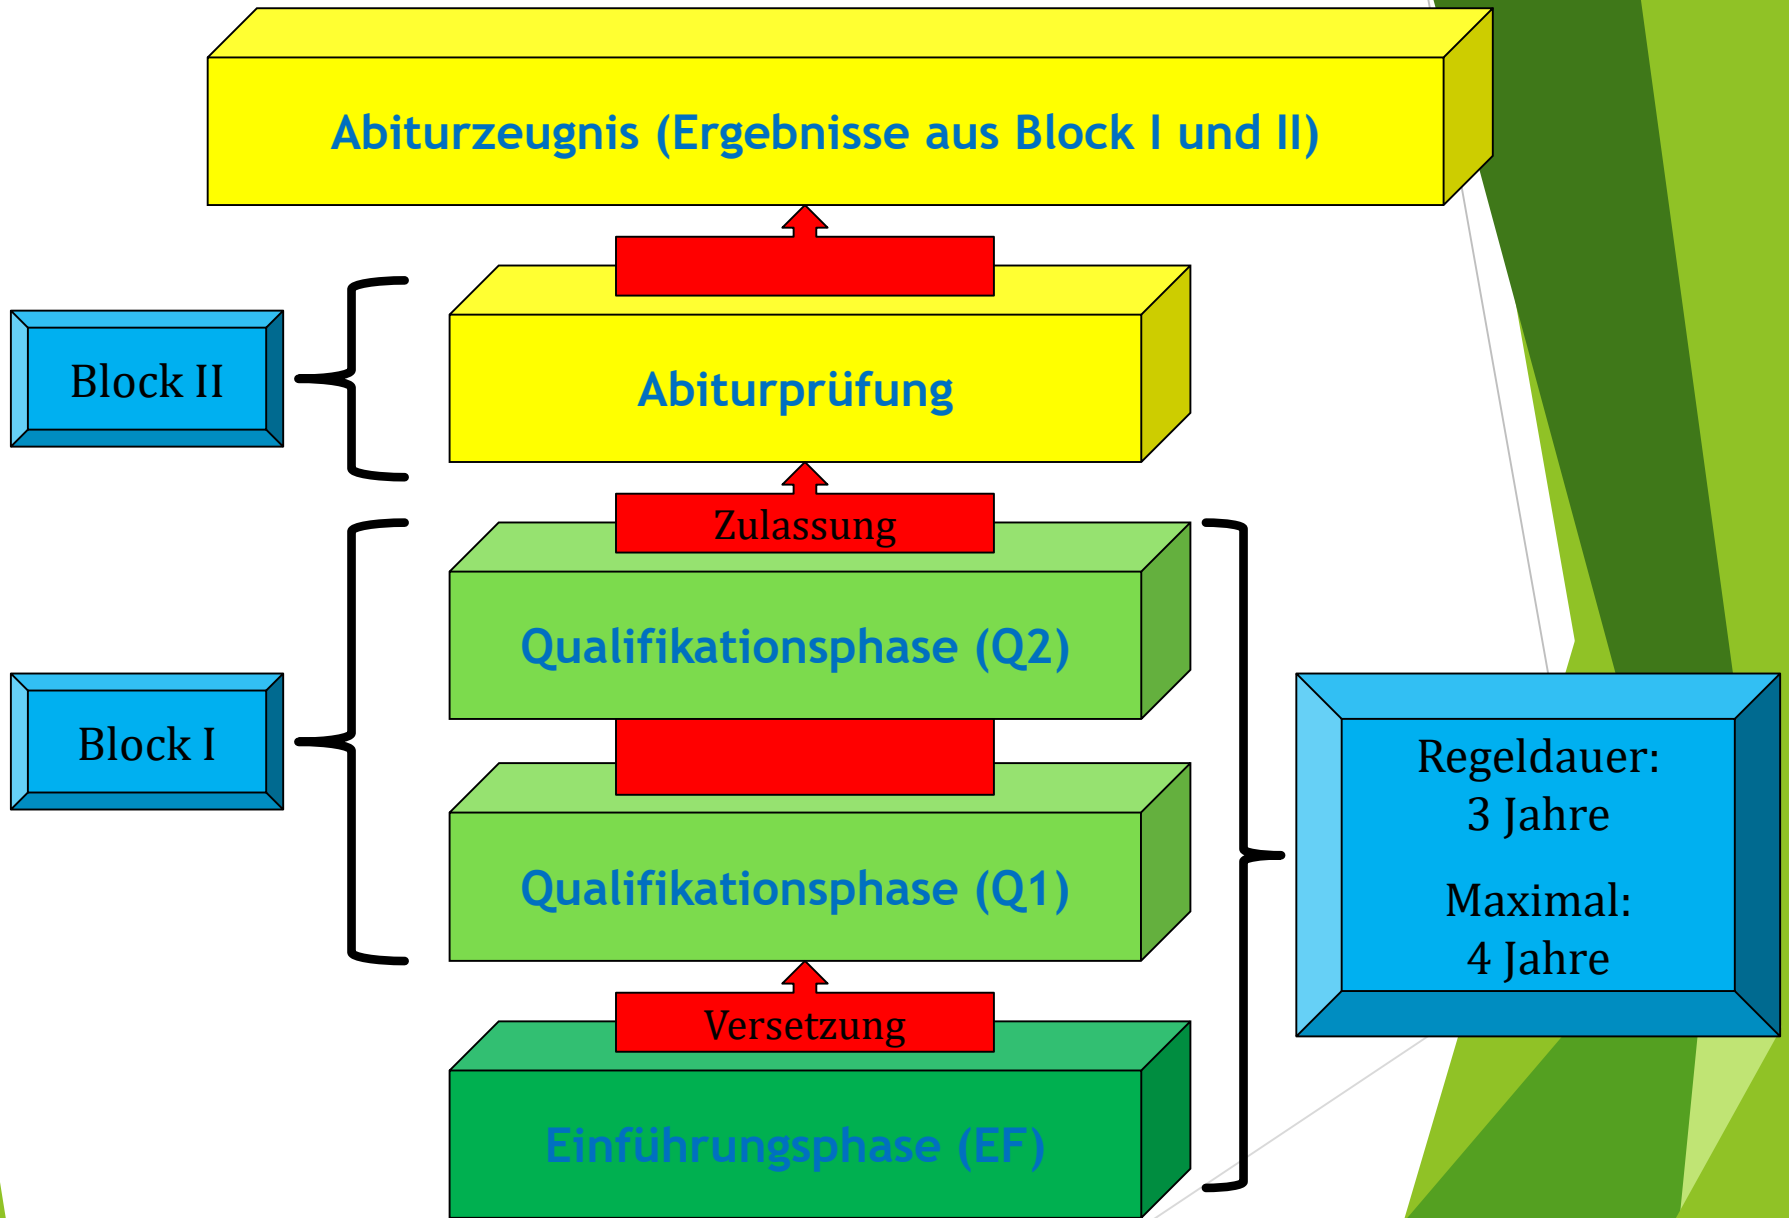 Abiturzeugnis (Ergebnisse aus Block I und II)
Block II
Abiturprüfung
Zulassung
Qualifikationsphase (Q2)
Block I
Qualifikationsphase (Q1)
Regeldauer:
3 Jahre
Maximal:
4 Jahre
Versetzung
Einführungsphase (EF)